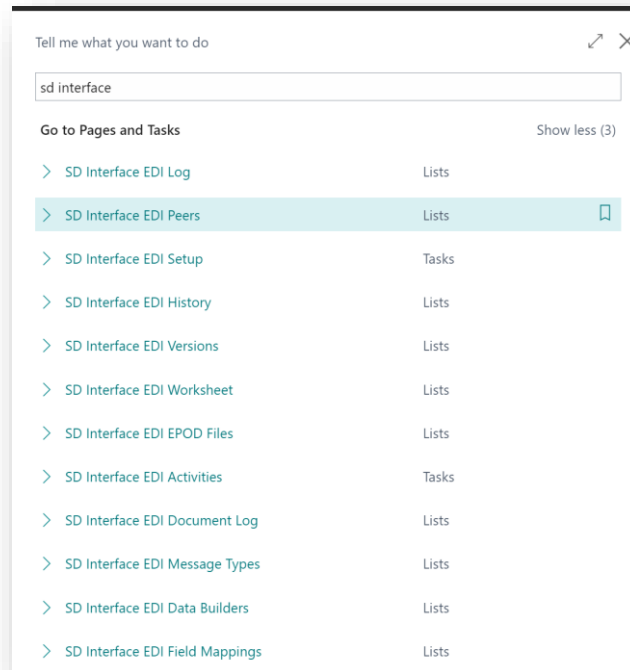 Tell me what you want to do
sd interface
Go to Pages and Tasks Show less (3)
SD Interface EDI Log Lists
SD Interface EDI Peers Lists
SD Interface EDI Setup Tasks
SD Interface EDI History Lists
SD Interface EDI Versions Lists
SD Interface EDI Worksheet Lists
SD Interface EDI EPOD Files Lists
SD Interface EDI Activities Tasks
SD Interface EDI Document Log Lists
SD Interface EDI Message Types Lists
SD Interface EDI Data Builders Lists
SD Interface EDI Field Mappings Lists